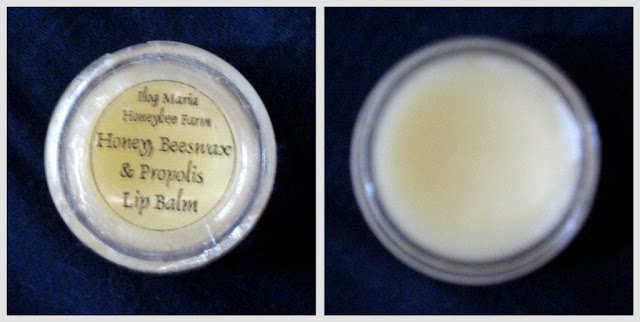 Ilog Maria
Honeybee Farm
Honey, Beeswax
& Propolis
Lip Balm